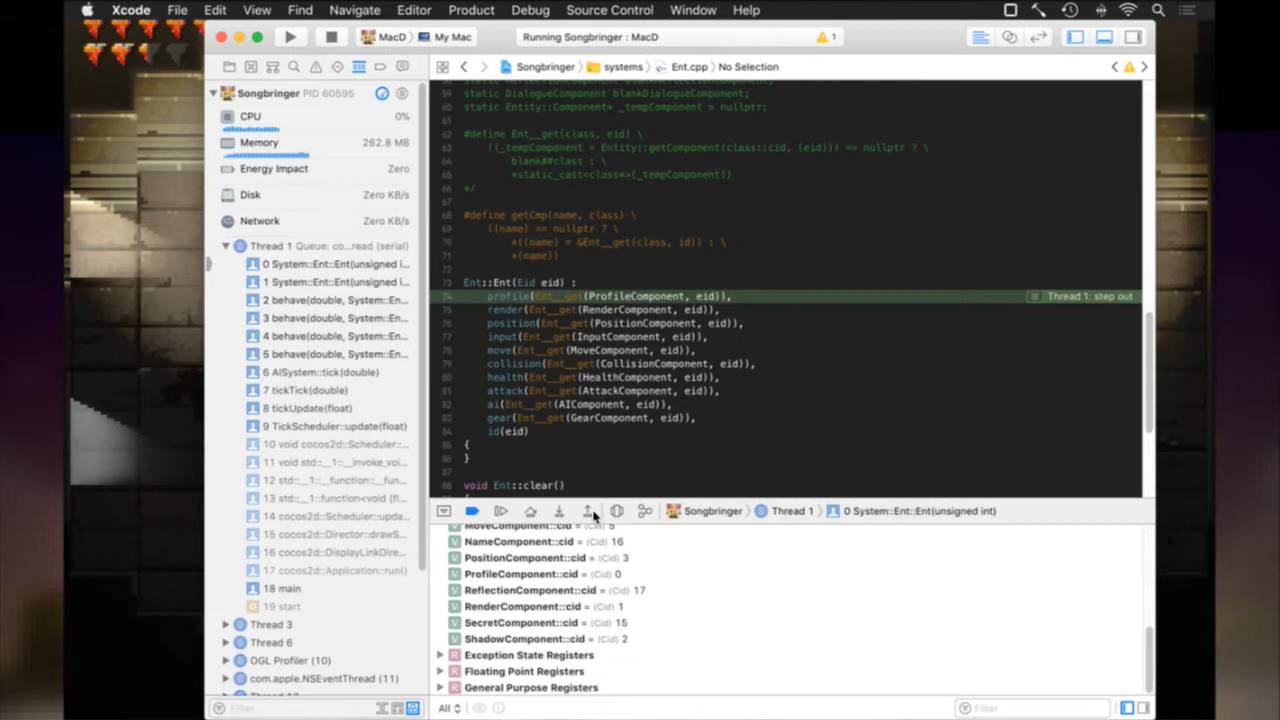 Xcode File Edit View Find Navigate Editor Product Debug Source Control Window Help
MacD My Mac
Running Songbringer : MacD
1
Songbringer systems Ent.cpp No Selection
Songbringer PID 60595
CPU 0%
Memory 262.8 MB
Energy Impact Zero
Disk Zero KB/s
Network Zero KB/s
Thread 1 Queue: co...read (serial)
0 System::Ent::Ent(unsigned i...
1 System::Ent::Ent(unsigned i...
2 behave(double, System::En...
3 behave(double, System::En...
4 behave(double, System::En...
5 behave(double, System::En...
6 AISystem::tick(double)
7 tickTick(double)
8 tickUpdate(float)
9 TickScheduler::update(float)
10 void cocos2d::Scheduler:...
11 void std::__1::__invoke_voi...
12 std::__1::function::__fun...
13 std::__1::function<void (fl...
14 cocos2d::Scheduler::upda...
15 cocos2d::Director::drawS...
16 cocos2d::DisplayLinkDire...
17 cocos2d::Application::run()
18 main
19 start
Thread 3
Thread 6
OGL Profiler (10)
com.apple.NSEventThread (11)
Filter
59 static DialogueComponent blankDialogueComponent;
60 static Entity::Component* _tempComponent = nullptr;
61
62 #define Ent__get(class, eid) \
63 ((_tempComponent = Entity::getComponent(class::cid, (eid))) == nullptr ? \
64 blank##class : \
65 *static_cast<class*>(_tempComponent))
66 */
67
68 #define getCmp(name, class) \
69 ((name) == nullptr ? \
70 *((name) = &Ent__get(class, id)) : \
71 *(name))
72
73 Ent::Ent(Eid eid) :
74 profile(Ent__get(ProfileComponent, eid)), Thread 1: step out
75 render(Ent__get(RenderComponent, eid)),
76 position(Ent__get(PositionComponent, eid)),
77 input(Ent__get(InputComponent, eid)),
78 move(Ent__get(MoveComponent, eid)),
79 collision(Ent__get(CollisionComponent, eid)),
80 health(Ent__get(HealthComponent, eid)),
81 attack(Ent__get(AttackComponent, eid)),
82 ai(Ent__get(AIComponent, eid)),
83 gear(Ent__get(GearComponent, eid)),
84 id(eid)
85 {
86 }
87
88 void Ent::clear()
Songbringer Thread 1 0 System::Ent::Ent(unsigned int)
MoveComponent::cid = (Cid) 5
NameComponent::cid = (Cid) 16
PositionComponent::cid = (Cid) 3
ProfileComponent::cid = (Cid) 0
ReflectionComponent::cid = (Cid) 17
RenderComponent::cid = (Cid) 1
SecretComponent::cid = (Cid) 15
ShadowComponent::cid = (Cid) 2
Exception State Registers
Floating Point Registers
General Purpose Registers
All
Filter